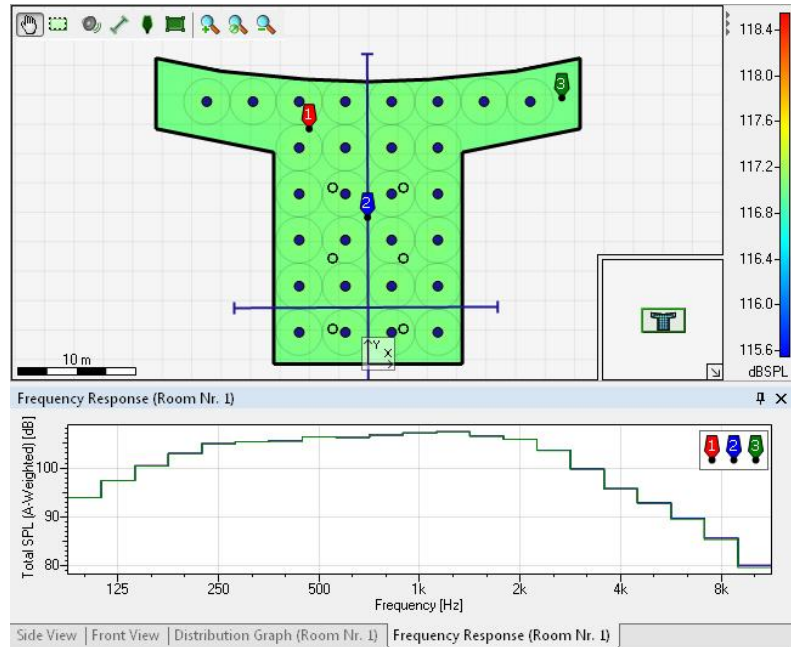 118.4
118.0
117.6
117.2
116.8
116.4
116.0
115.6
dBSPL
1
2
3
10 m
Y
X
Frequency Response (Room Nr. 1)
Total SPL (A-Weighted) [dB]
100
90
80
1 2 3
125 250 500 1k 2k 4k 8k
Frequency [Hz]
Side View Front View Distribution Graph (Room Nr. 1) Frequency Response (Room Nr. 1)